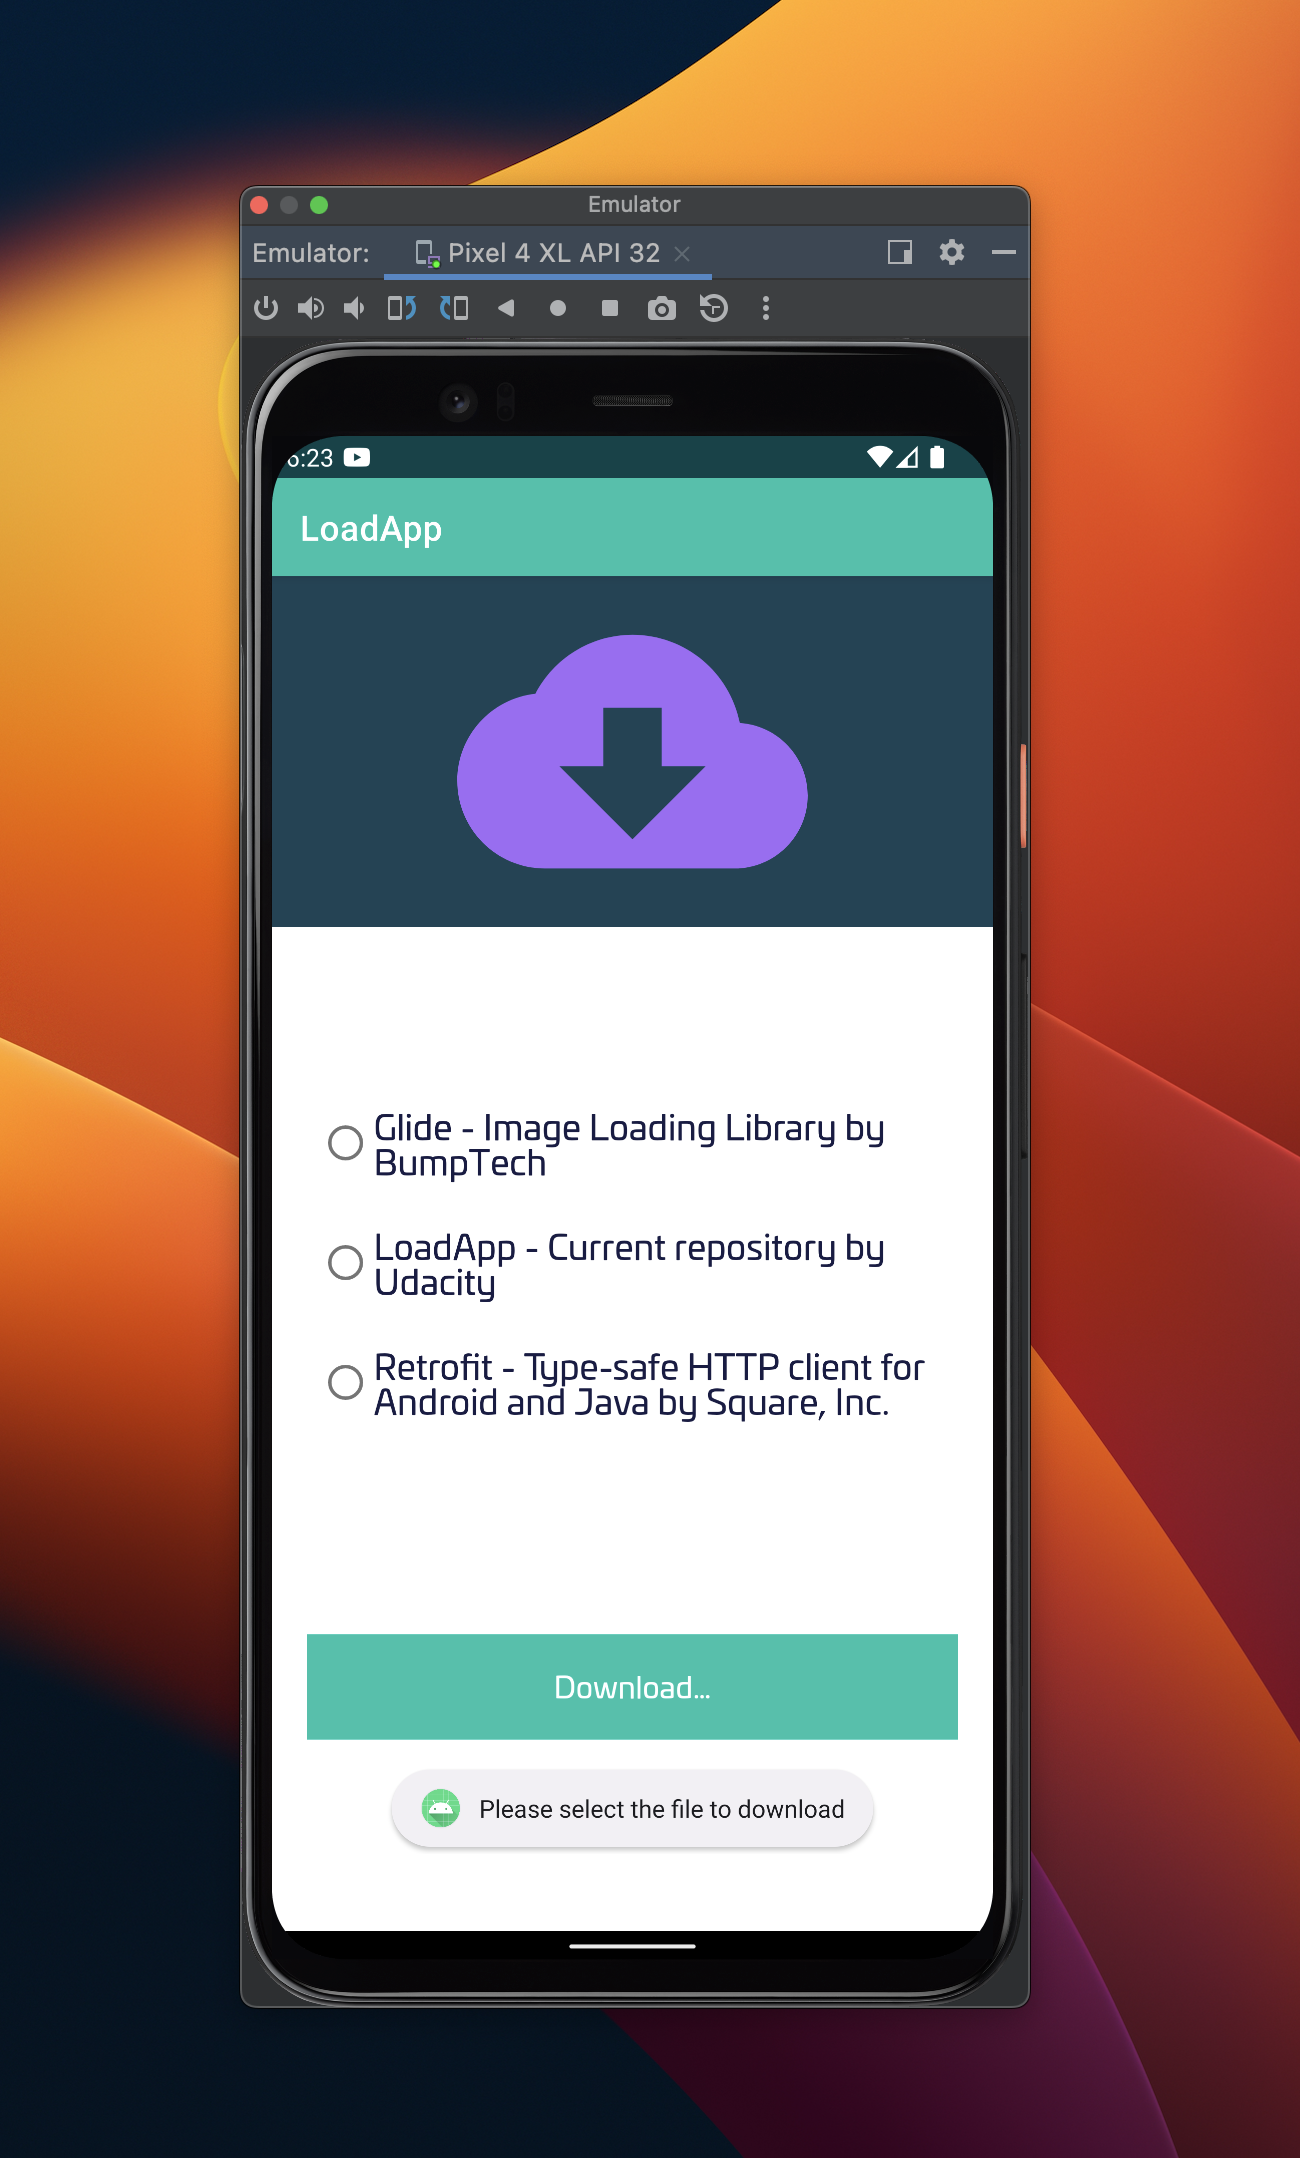 Emulator
Emulator:
Pixel 4 XL API 32
6:23
LoadApp
Glide - Image Loading Library by
BumpTech
LoadApp - Current repository by
Udacity
Retrofit - Type-safe HTTP client for
Android and Java by Square, Inc.
Download...
Please select the file to download